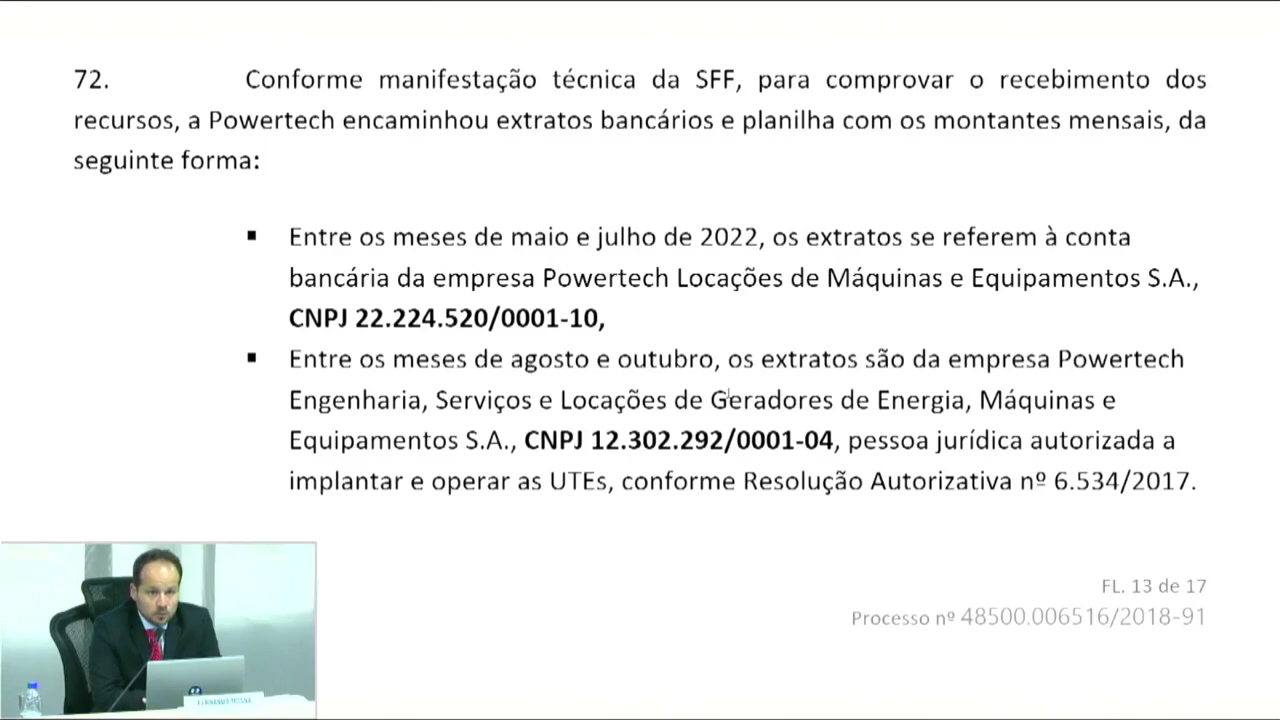 72. Conforme manifestação técnica da SFF, para comprovar o recebimento dos
recursos, a Powertech encaminhou extratos bancários e planilha com os montantes mensais, da
seguinte forma:
▪ Entre os meses de maio e julho de 2022, os extratos se referem à conta
bancária da empresa Powertech Locações de Máquinas e Equipamentos S.A.,
CNPJ 22.224.520/0001-10,
▪ Entre os meses de agosto e outubro, os extratos são da empresa Powertech
Engenharia, Serviços e Locações de Geradores de Energia, Máquinas e
Equipamentos S.A., CNPJ 12.302.292/0001-04, pessoa jurídica autorizada a
implantar e operar as UTEs, conforme Resolução Autorizativa nº 6.534/2017.
FL. 13 de 17
Processo nº 48500.006516/2018-91